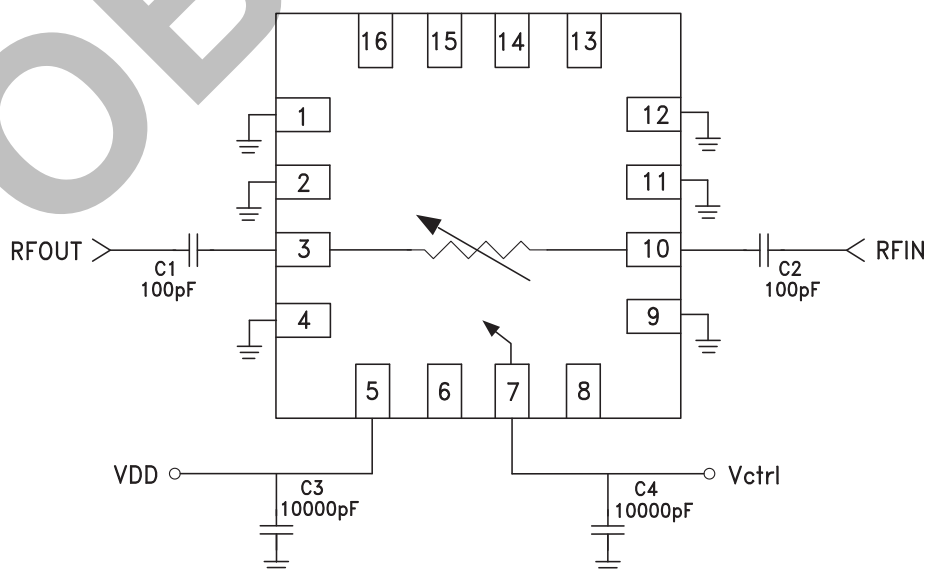 OB
16 15 14 13
1 12
2 11
RFOUT 3 10 RFIN
C1
100pF
C2
100pF
4 9
5 6 7 8
VDD Vctrl
C3
10000pF
C4
10000pF